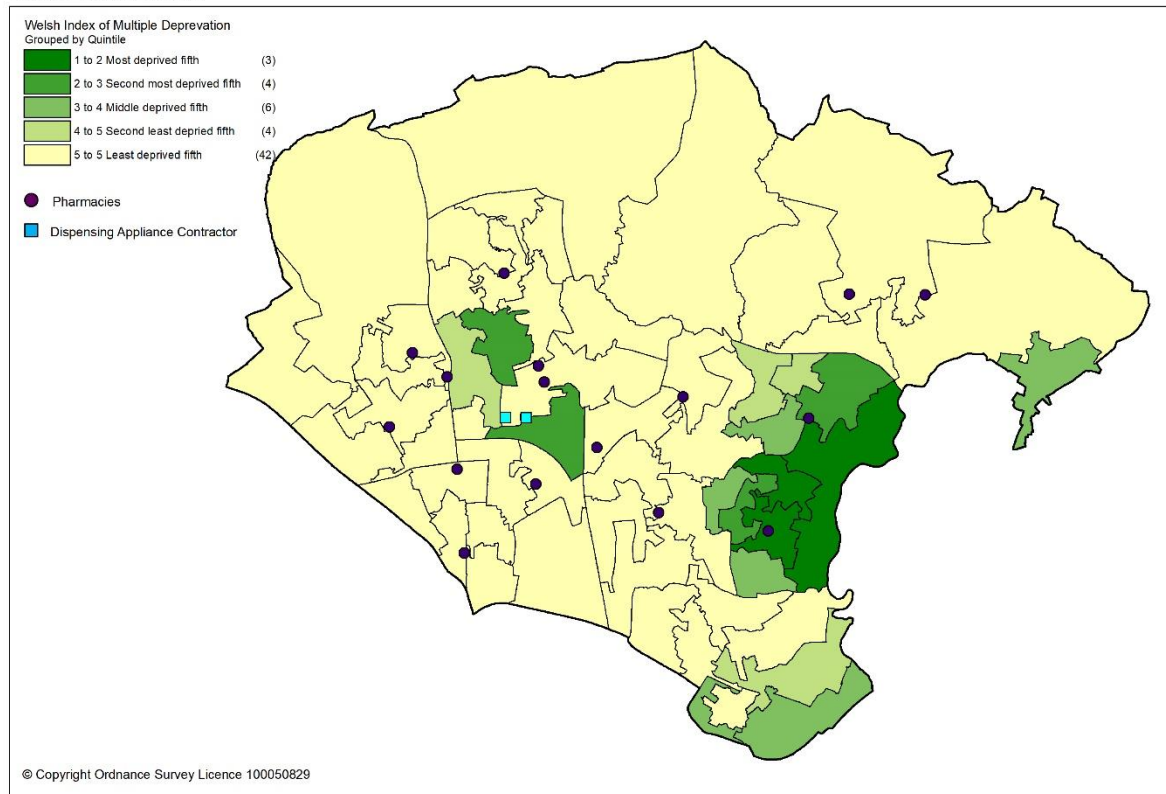 Welsh Index of Multiple Deprevation
Grouped by Quintile
1 to 2 Most deprived fifth (3)
2 to 3 Second most deprived fifth (4)
3 to 4 Middle deprived fifth (6)
4 to 5 Second least depried fifth (4)
5 to 5 Least deprived fifth (42)
Pharmacies
Dispensing Appliance Contractor
© Copyright Ordnance Survey Licence 100050829